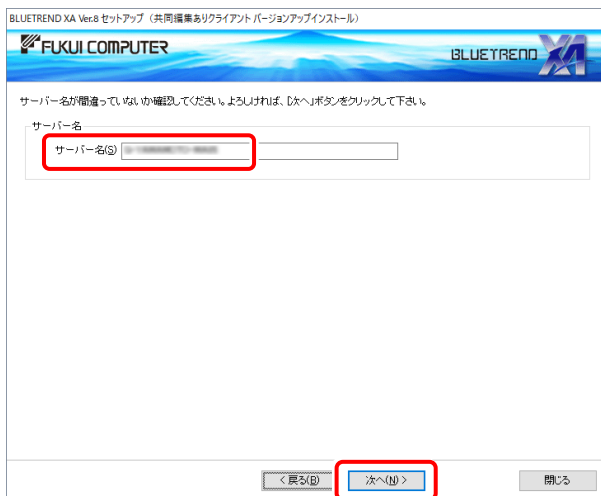 BLUETREND XA Ver.8 セットアップ（共同編集ありクライアント バージョンアップインストール）
FUKUI COMPUTER
BLUETREND XA
サーバー名が間違っていないか確認してください。よろしければ、[次へ]ボタンをクリックして下さい。
サーバー名
サーバー名(S)
< 戻る(B)
次へ(N) >
閉じる